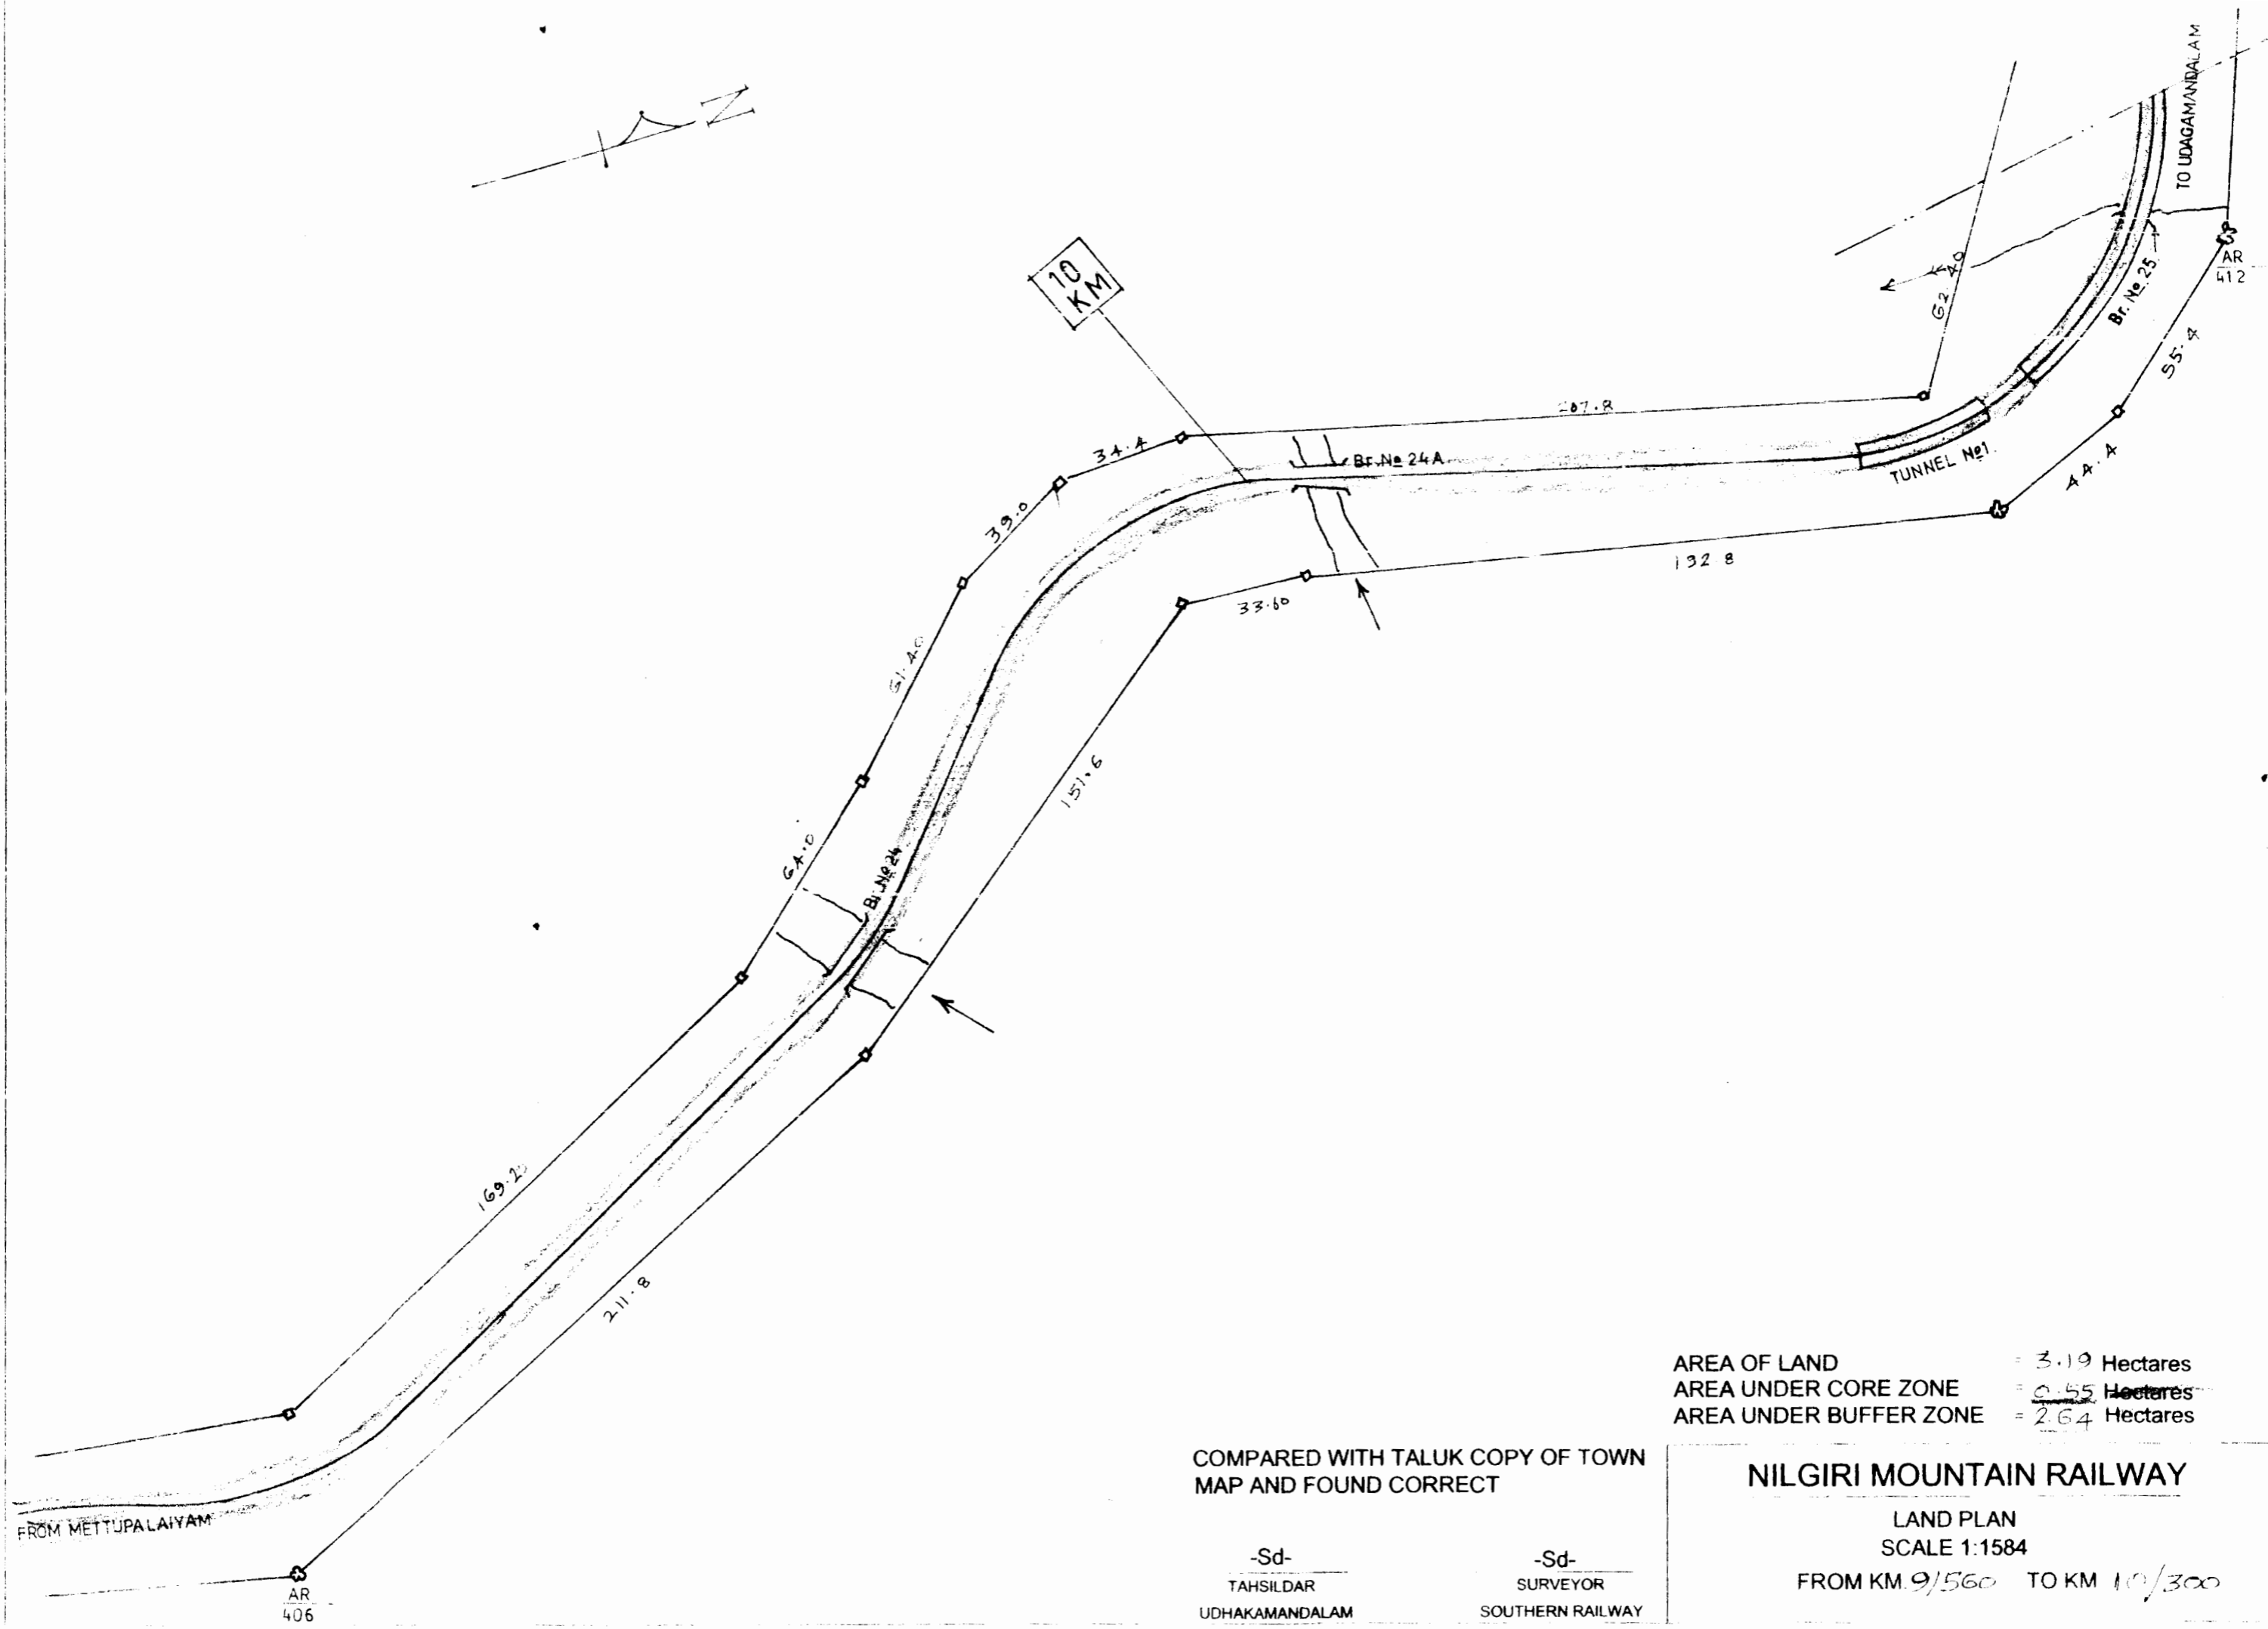 N
TO UDAGAMANDALAM
10
KM
AR
412
Br. No 25
55.4
207.8
34.4
Br. No 24A
TUNNEL No1
44.4
39.0
132.8
33.60
151.6
64.0
Br. No 24
169.20
211.8
FROM METTUPALAIYAM
AR
406
AREA OF LAND = 3.19 Hectares
AREA UNDER CORE ZONE = 0.55 Hectares
AREA UNDER BUFFER ZONE = 2.64 Hectares
COMPARED WITH TALUK COPY OF TOWN
MAP AND FOUND CORRECT
-Sd-
TAHSILDAR
UDHAKAMANDALAM
-Sd-
SURVEYOR
SOUTHERN RAILWAY
NILGIRI MOUNTAIN RAILWAY
LAND PLAN
SCALE 1:1584
FROM KM. 9/560 TO KM 10/300